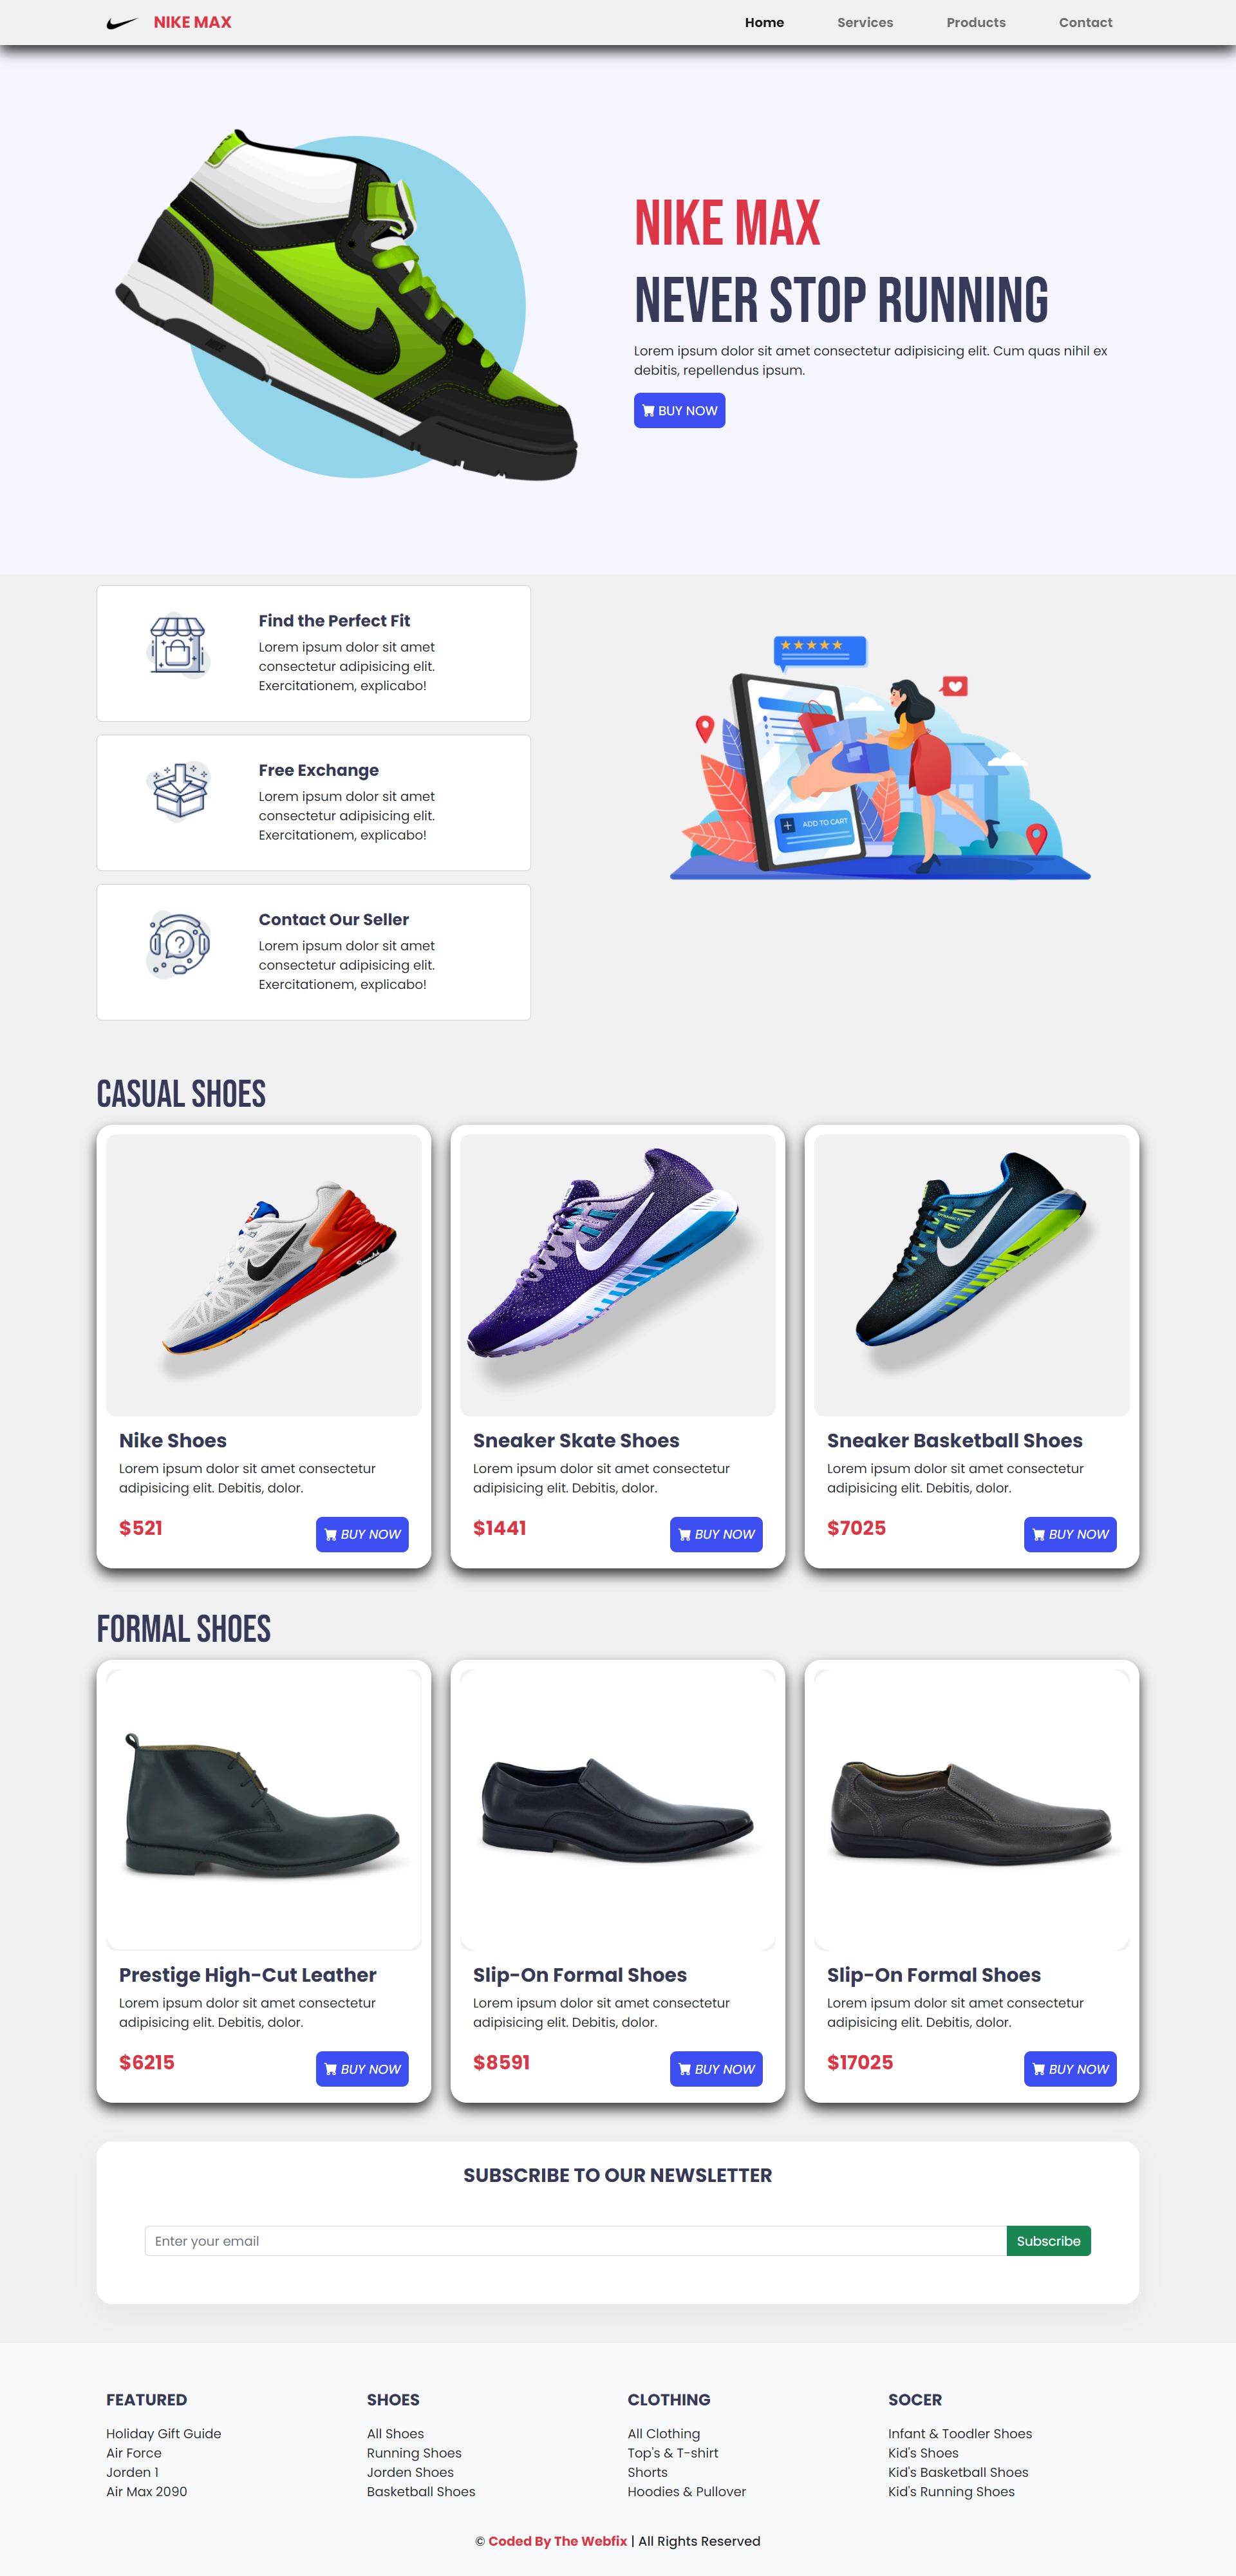 NIKE MAX
Home
Services
Products
Contact
NIKE MAX
NEVER STOP RUNNING
Lorem ipsum dolor sit amet consectetur adipisicing elit. Cum quas nihil ex
debitis, repellendus ipsum.
BUY NOW
Find the Perfect Fit
Lorem ipsum dolor sit amet
consectetur adipisicing elit.
Exercitationem, explicabo!
Free Exchange
Lorem ipsum dolor sit amet
consectetur adipisicing elit.
Exercitationem, explicabo!
Contact Our Seller
Lorem ipsum dolor sit amet
consectetur adipisicing elit.
Exercitationem, explicabo!
ADD TO CART
CASUAL SHOES
Nike Shoes
Lorem ipsum dolor sit amet consectetur
adipisicing elit. Debitis, dolor.
$521
BUY NOW
Sneaker Skate Shoes
Lorem ipsum dolor sit amet consectetur
adipisicing elit. Debitis, dolor.
$1441
BUY NOW
Sneaker Basketball Shoes
Lorem ipsum dolor sit amet consectetur
adipisicing elit. Debitis, dolor.
$7025
BUY NOW
FORMAL SHOES
Prestige High-Cut Leather
Lorem ipsum dolor sit amet consectetur
adipisicing elit. Debitis, dolor.
$6215
BUY NOW
Slip-On Formal Shoes
Lorem ipsum dolor sit amet consectetur
adipisicing elit. Debitis, dolor.
$8591
BUY NOW
Slip-On Formal Shoes
Lorem ipsum dolor sit amet consectetur
adipisicing elit. Debitis, dolor.
$17025
BUY NOW
SUBSCRIBE TO OUR NEWSLETTER
Enter your email
Subscribe
FEATURED
Holiday Gift Guide
Air Force
Jorden 1
Air Max 2090
SHOES
All Shoes
Running Shoes
Jorden Shoes
Basketball Shoes
CLOTHING
All Clothing
Top's & T-shirt
Shorts
Hoodies & Pullover
SOCER
Infant & Toodler Shoes
Kid's Shoes
Kid's Basketball Shoes
Kid's Running Shoes
© Coded By The Webfix | All Rights Reserved